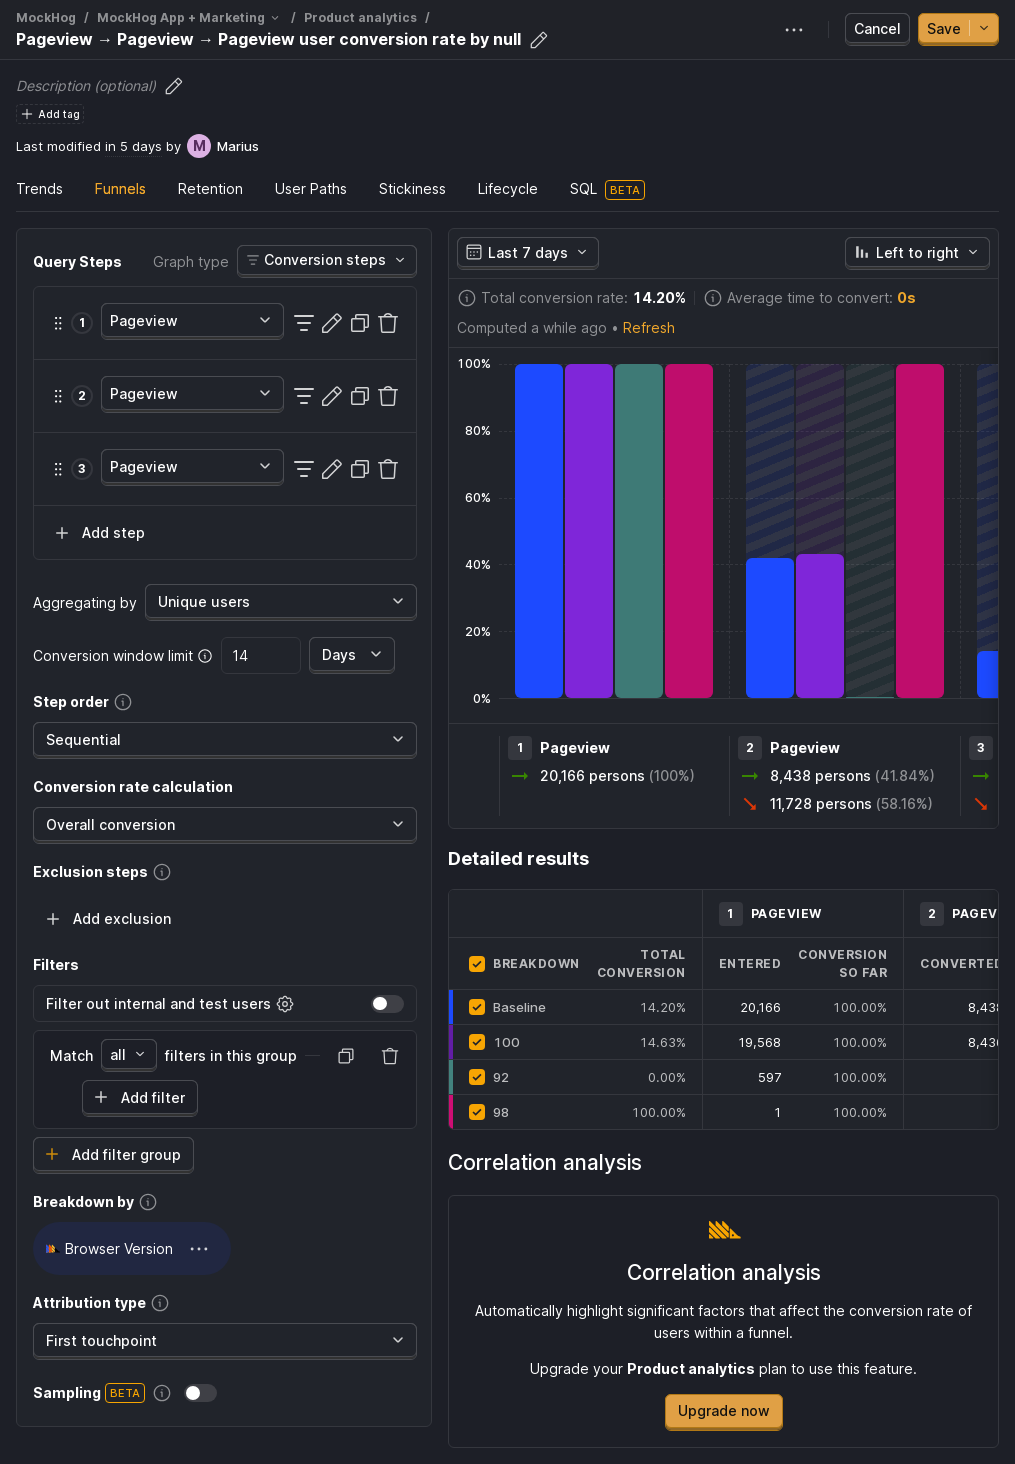 MockHog / MockHog App + Marketing / Product analytics /
Pageview → Pageview → Pageview user conversion rate by null
Cancel
Save
Description (optional)
Add tag
Last modified in 5 days by M Marius
Trends Funnels Retention User Paths Stickiness Lifecycle SQL BETA
Query Steps Graph type Conversion steps
1 Pageview
2 Pageview
3 Pageview
Add step
Aggregating by Unique users
Conversion window limit 14 Days
Step order
Sequential
Conversion rate calculation
Overall conversion
Exclusion steps
Add exclusion
Filters
Filter out internal and test users
Match all filters in this group
Add filter
Add filter group
Breakdown by
Browser Version
Attribution type
First touchpoint
Sampling BETA
Last 7 days Left to right
Total conversion rate: 14.20% Average time to convert: 0s
Computed a while ago • Refresh
100%
80%
60%
40%
20%
0%
1 Pageview
20,166 persons (100%)
2 Pageview
8,438 persons (41.84%)
11,728 persons (58.16%)
3
Detailed results
1 PAGEVIEW 2 PAGEV
BREAKDOWN TOTAL CONVERSION ENTERED CONVERSION SO FAR CONVERTED
Baseline 14.20% 20,166 100.00% 8,438
100 14.63% 19,568 100.00% 8,430
92 0.00% 597 100.00%
98 100.00% 1 100.00%
Correlation analysis
Correlation analysis
Automatically highlight significant factors that affect the conversion rate of
users within a funnel.
Upgrade your Product analytics plan to use this feature.
Upgrade now